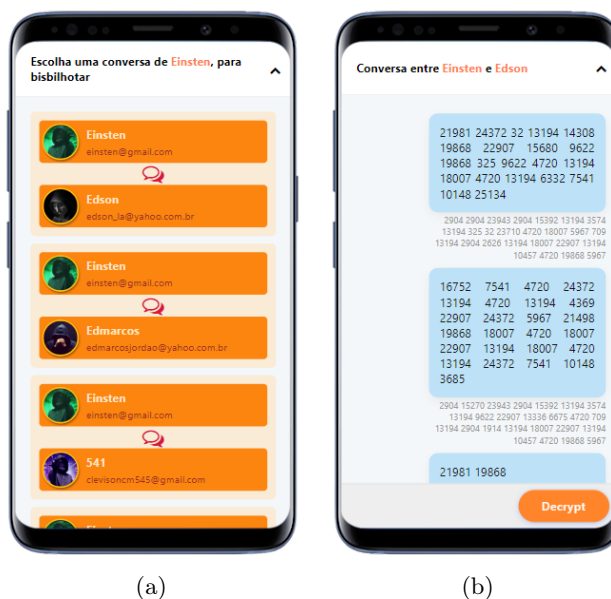 Escolha uma conversa de Einsten, para
bisbilhotar
Einsten
einsten@gmail.com
Edson
edson_la@yahoo.com.br
Einsten
einsten@gmail.com
Edmarcos
edmarcosjordao@yahoo.com.br
Einsten
einsten@gmail.com
541
clevisoncm545@gmail.com
(a)
Conversa entre Einsten e Edson
21981 24372 32 13194 14308
19868 22907 15680 9622
19868 325 9622 4720 13194
18007 4720 13194 6332 7541
10148 25134
2904 2904 23943 2904 15392 13194 3574
13194 325 32 23710 4720 18007 5967 709
13194 2904 2626 13194 18007 22907 13194
10457 4720 19868 5967
16752 7541 4720 24372
13194 4720 13194 4369
22907 24372 5967 21498
19868 18007 4720 18007
22907 13194 18007 4720
13194 24372 7541 10148
3685
2904 15270 23943 2904 15392 13194 3574
13194 9622 22907 13336 6675 4720 709
13194 2904 1914 13194 18007 22907 13194
10457 4720 19868 5967
21981 19868
Decrypt
(b)